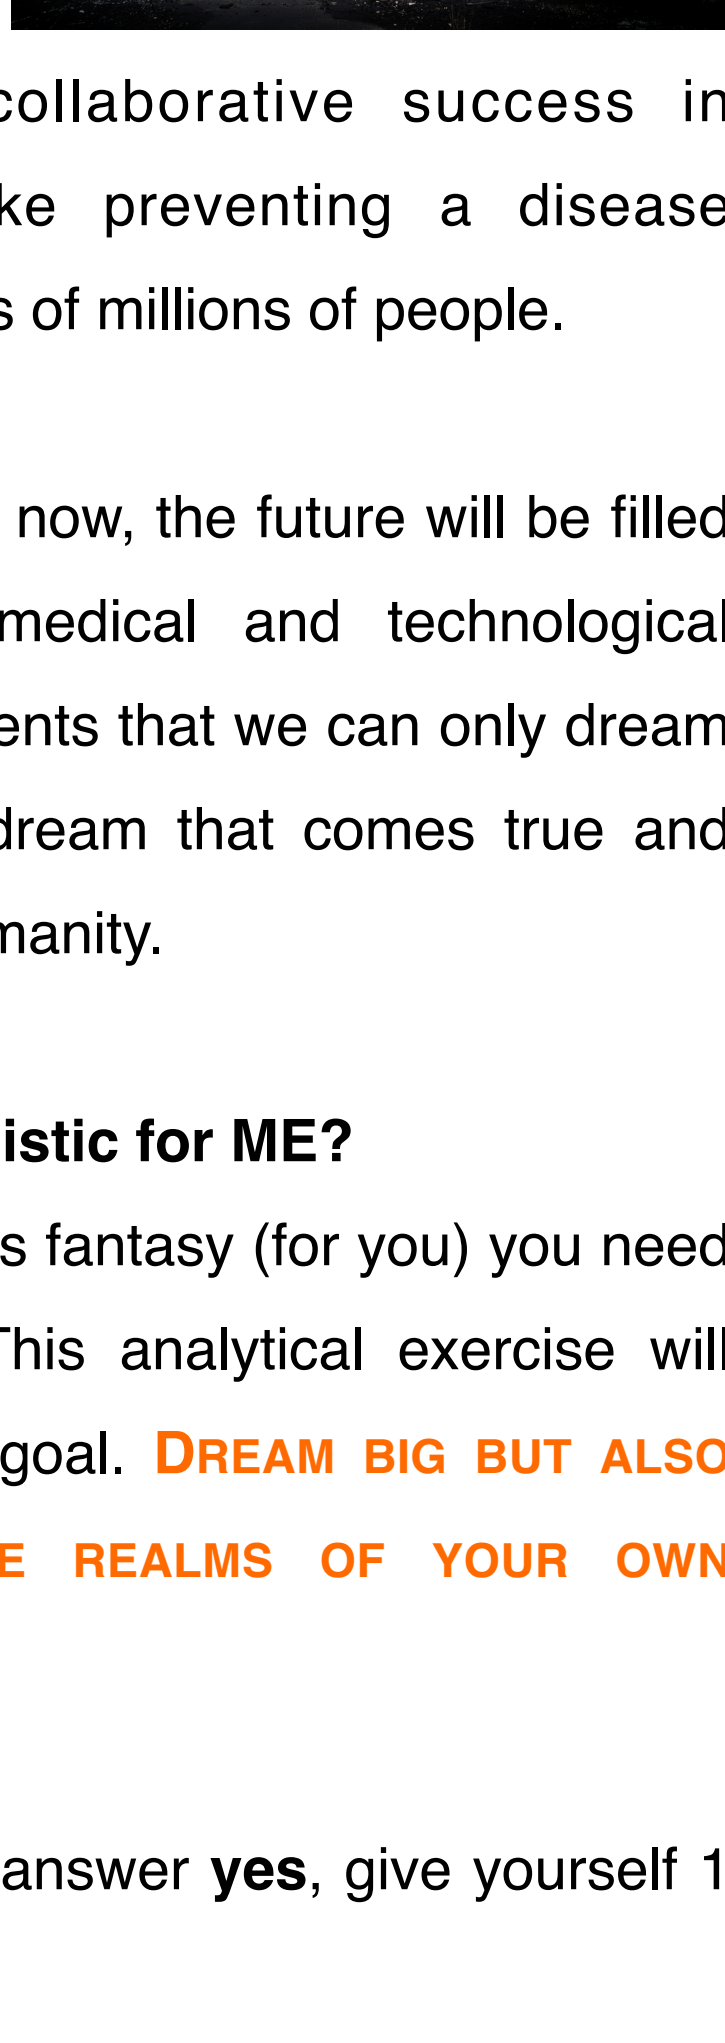 collaborative success in
ke preventing a disease
s of millions of people.
now, the future will be filled
medical and technological
ents that we can only dream
dream that comes true and
manity.
istic for ME?
s fantasy (for you) you need
This analytical exercise will
goal. DREAM BIG BUT ALSO
E REALMS OF YOUR OWN
answer yes, give yourself 1